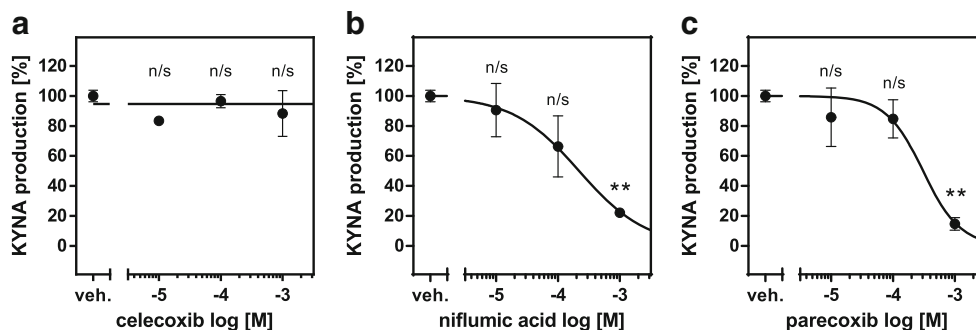 a
KYNA production [%]
120
100
80
60
40
20
0
n/s
n/s
n/s
veh.
-5
-4
-3
celecoxib log [M]
b
KYNA production [%]
120
100
80
60
40
20
0
n/s
n/s
**
veh.
-5
-4
-3
niflumic acid log [M]
c
KYNA production [%]
120
100
80
60
40
20
0
n/s
n/s
**
veh.
-5
-4
-3
parecoxib log [M]